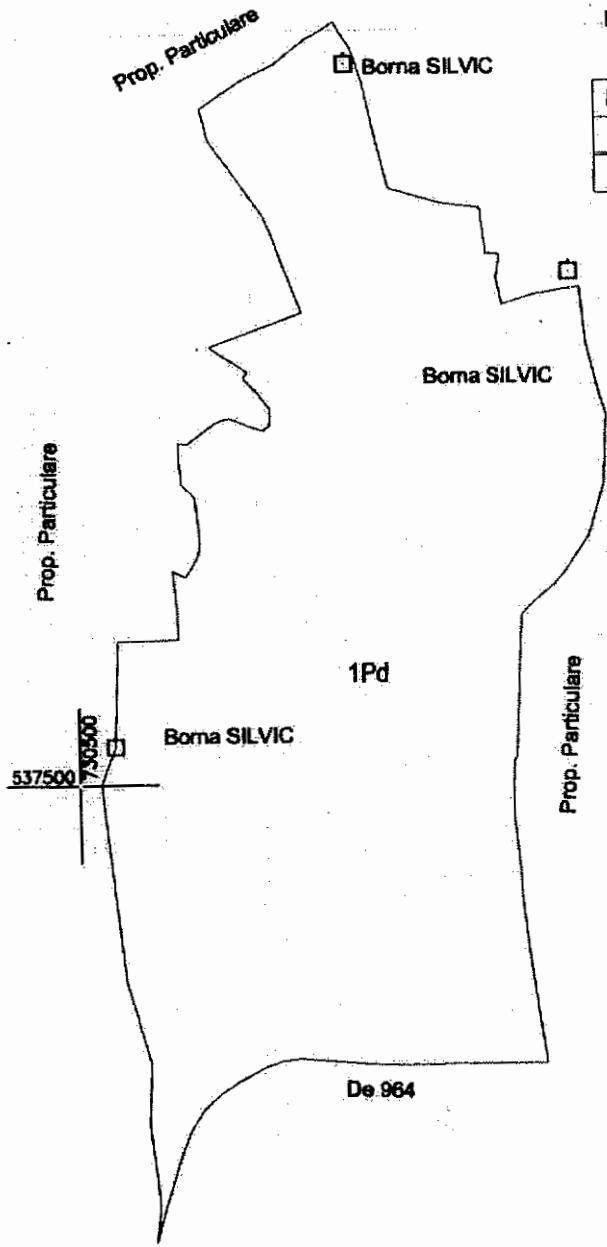 Prop. Particulare
Borna SILVIC
Borna SILVIC
Prop. Particulare
1Pd
Prop. Particulare
Borna SILVIC
730500
537500
De 964